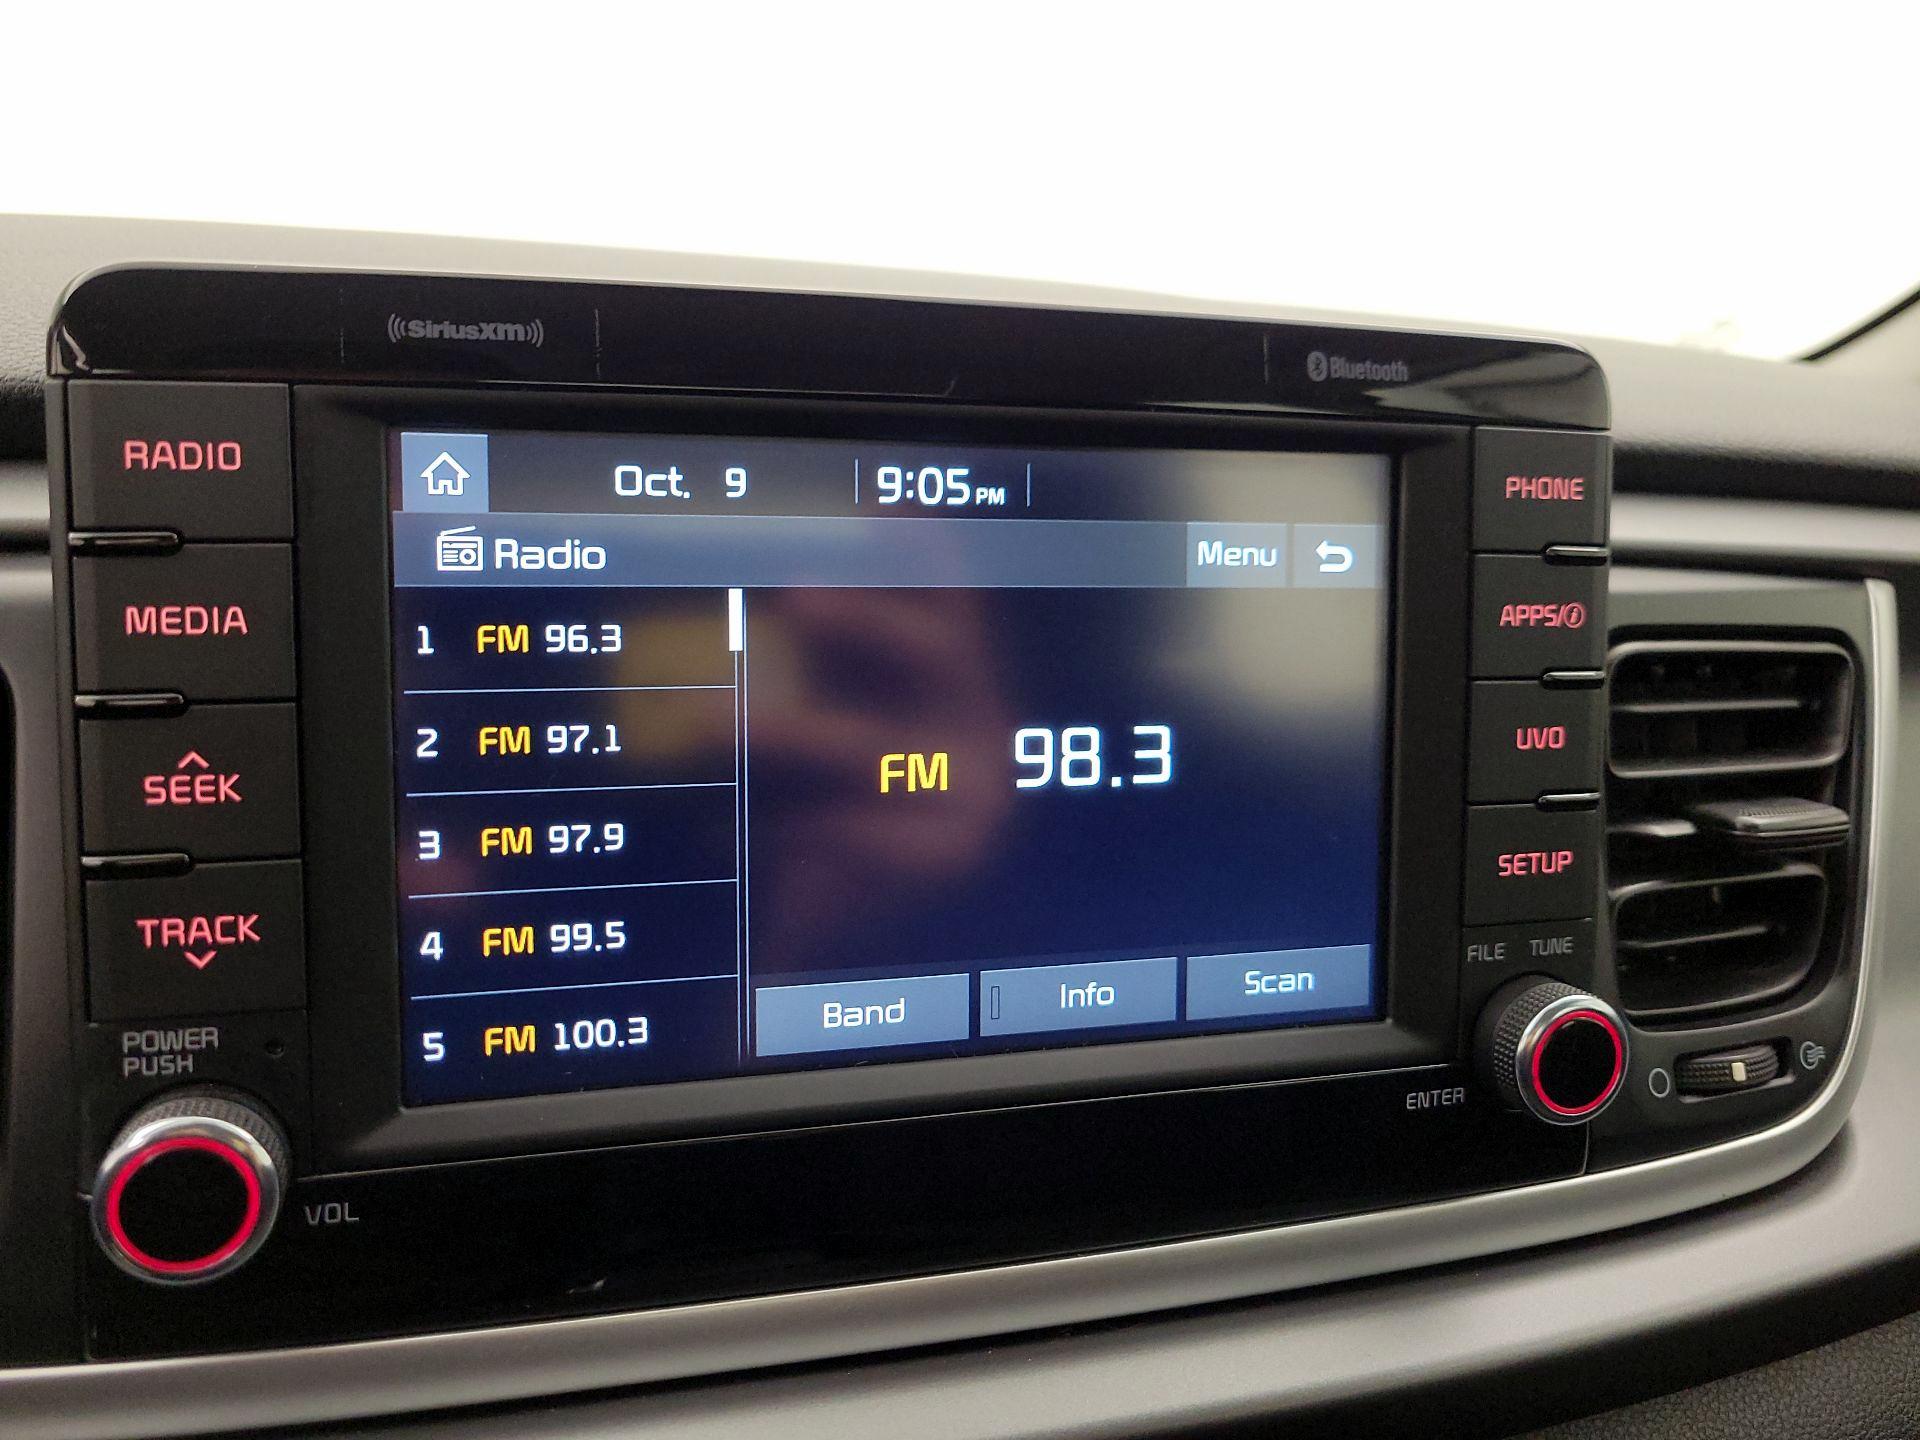 SiriusXM
Bluetooth
RADIO
MEDIA
SEEK
TRACK
POWER
PUSH
VOL
Oct. 9 9:05 PM
Radio Menu
1 FM 96.3
2 FM 97.1
3 FM 97.9
4 FM 99.5
5 FM 100.3
FM 98.3
Band Info Scan
PHONE
APPS/i
UVO
SETUP
FILE TUNE
ENTER